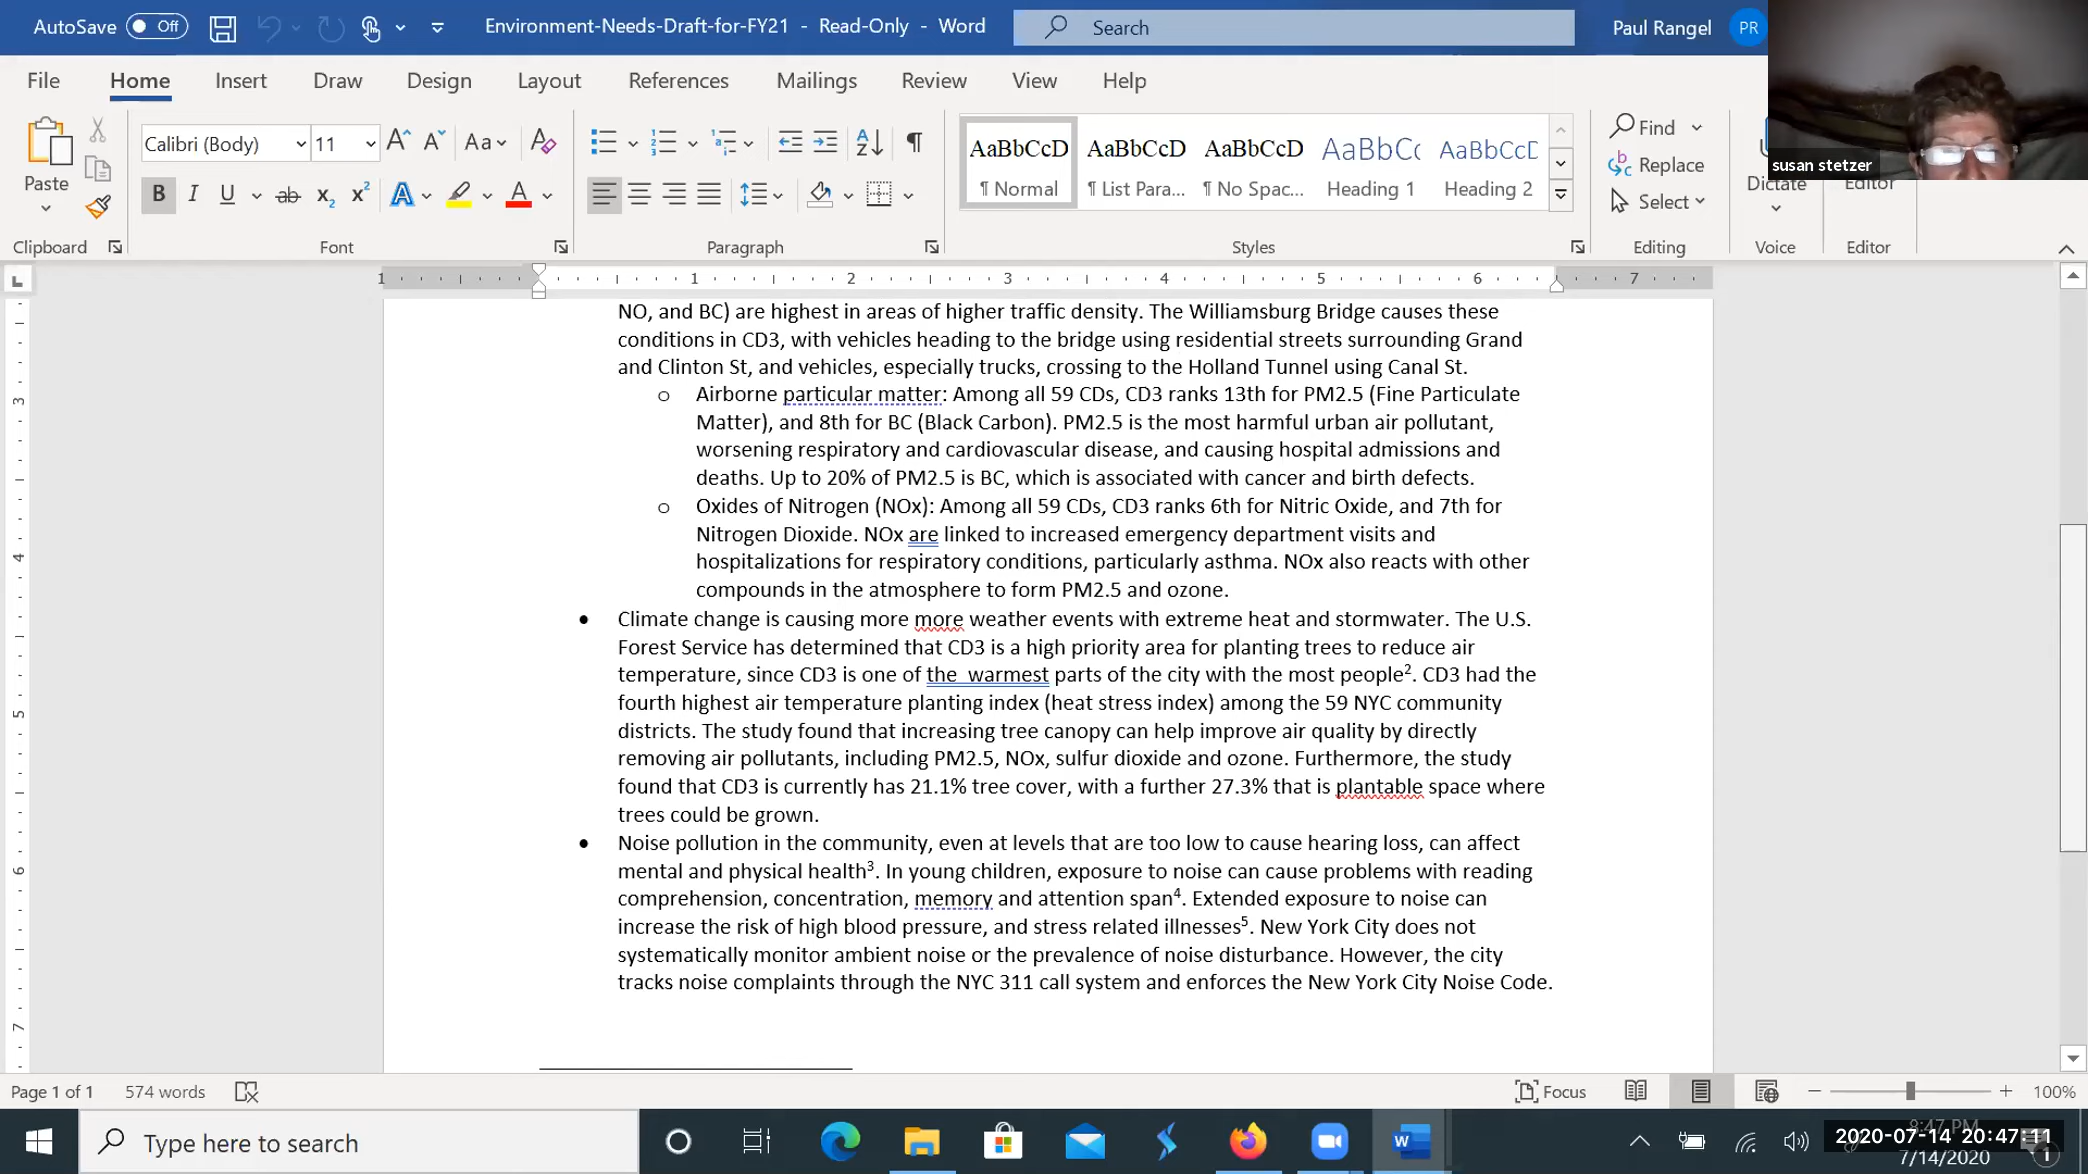 AutoSave Off Environment-Needs-Draft-for-FY21 - Read-Only - Word Search Paul Rangel PR
File Home Insert Draw Design Layout References Mailings Review View Help
susan stetzer
Paste
Calibri (Body) 11 Aa
AaBbCcD AaBbCcD AaBbCcD AaBbCc AaBbCcD
¶ Normal ¶ List Para... ¶ No Spac... Heading 1 Heading 2
Find
Replace
Select
Dictate
Editor
Clipboard Font Paragraph Styles Editing Voice Editor
1 1 2 3 4 5 6 7
NO, and BC) are highest in areas of higher traffic density. The Williamsburg Bridge causes these
conditions in CD3, with vehicles heading to the bridge using residential streets surrounding Grand
and Clinton St, and vehicles, especially trucks, crossing to the Holland Tunnel using Canal St.
o Airborne particular matter: Among all 59 CDs, CD3 ranks 13th for PM2.5 (Fine Particulate
Matter), and 8th for BC (Black Carbon). PM2.5 is the most harmful urban air pollutant,
worsening respiratory and cardiovascular disease, and causing hospital admissions and
deaths. Up to 20% of PM2.5 is BC, which is associated with cancer and birth defects.
o Oxides of Nitrogen (NOx): Among all 59 CDs, CD3 ranks 6th for Nitric Oxide, and 7th for
Nitrogen Dioxide. NOx are linked to increased emergency department visits and
hospitalizations for respiratory conditions, particularly asthma. NOx also reacts with other
compounds in the atmosphere to form PM2.5 and ozone.
• Climate change is causing more more weather events with extreme heat and stormwater. The U.S.
Forest Service has determined that CD3 is a high priority area for planting trees to reduce air
temperature, since CD3 is one of the  warmest parts of the city with the most people². CD3 had the
fourth highest air temperature planting index (heat stress index) among the 59 NYC community
districts. The study found that increasing tree canopy can help improve air quality by directly
removing air pollutants, including PM2.5, NOx, sulfur dioxide and ozone. Furthermore, the study
found that CD3 is currently has 21.1% tree cover, with a further 27.3% that is plantable space where
trees could be grown.
• Noise pollution in the community, even at levels that are too low to cause hearing loss, can affect
mental and physical health³. In young children, exposure to noise can cause problems with reading
comprehension, concentration, memory and attention span⁴. Extended exposure to noise can
increase the risk of high blood pressure, and stress related illnesses⁵. New York City does not
systematically monitor ambient noise or the prevalence of noise disturbance. However, the city
tracks noise complaints through the NYC 311 call system and enforces the New York City Noise Code.
3
4
5
6
7
Page 1 of 1 574 words Focus 100%
Type here to search
8:47 PM
2020-07-14 20:47:11
7/14/2020
1